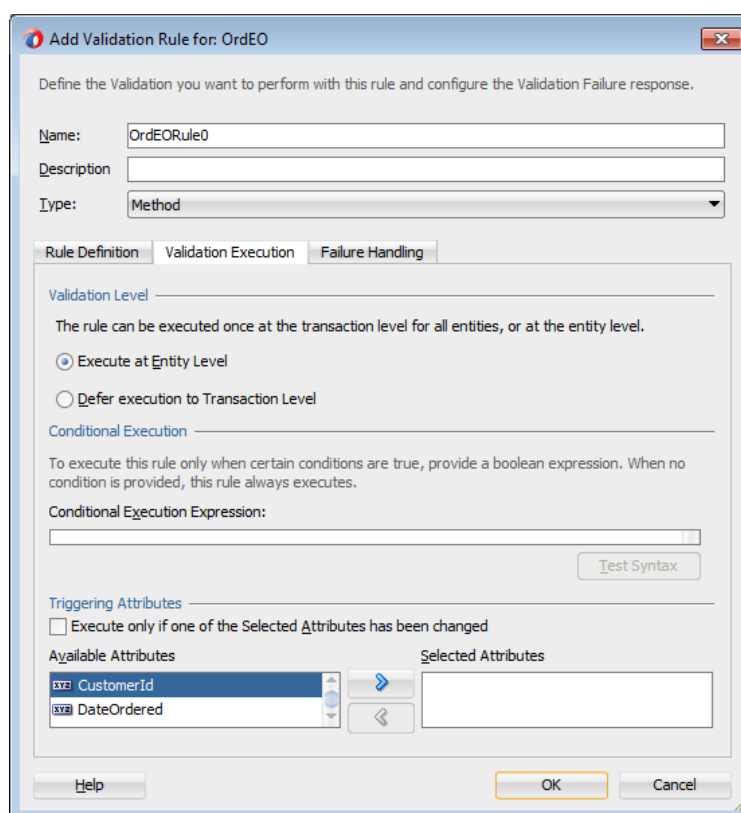 Add Validation Rule for: OrdEO
Define the Validation you want to perform with this rule and configure the Validation Failure response.
Name: OrdEORule0
Description
Type: Method
Rule Definition Validation Execution Failure Handling
Validation Level
The rule can be executed once at the transaction level for all entities, or at the entity level.
Execute at Entity Level
Defer execution to Transaction Level
Conditional Execution
To execute this rule only when certain conditions are true, provide a boolean expression. When no
condition is provided, this rule always executes.
Conditional Execution Expression:
Test Syntax
Triggering Attributes
Execute only if one of the Selected Attributes has been changed
Available Attributes Selected Attributes
XYZ CustomerId
XYZ DateOrdered
Help OK Cancel